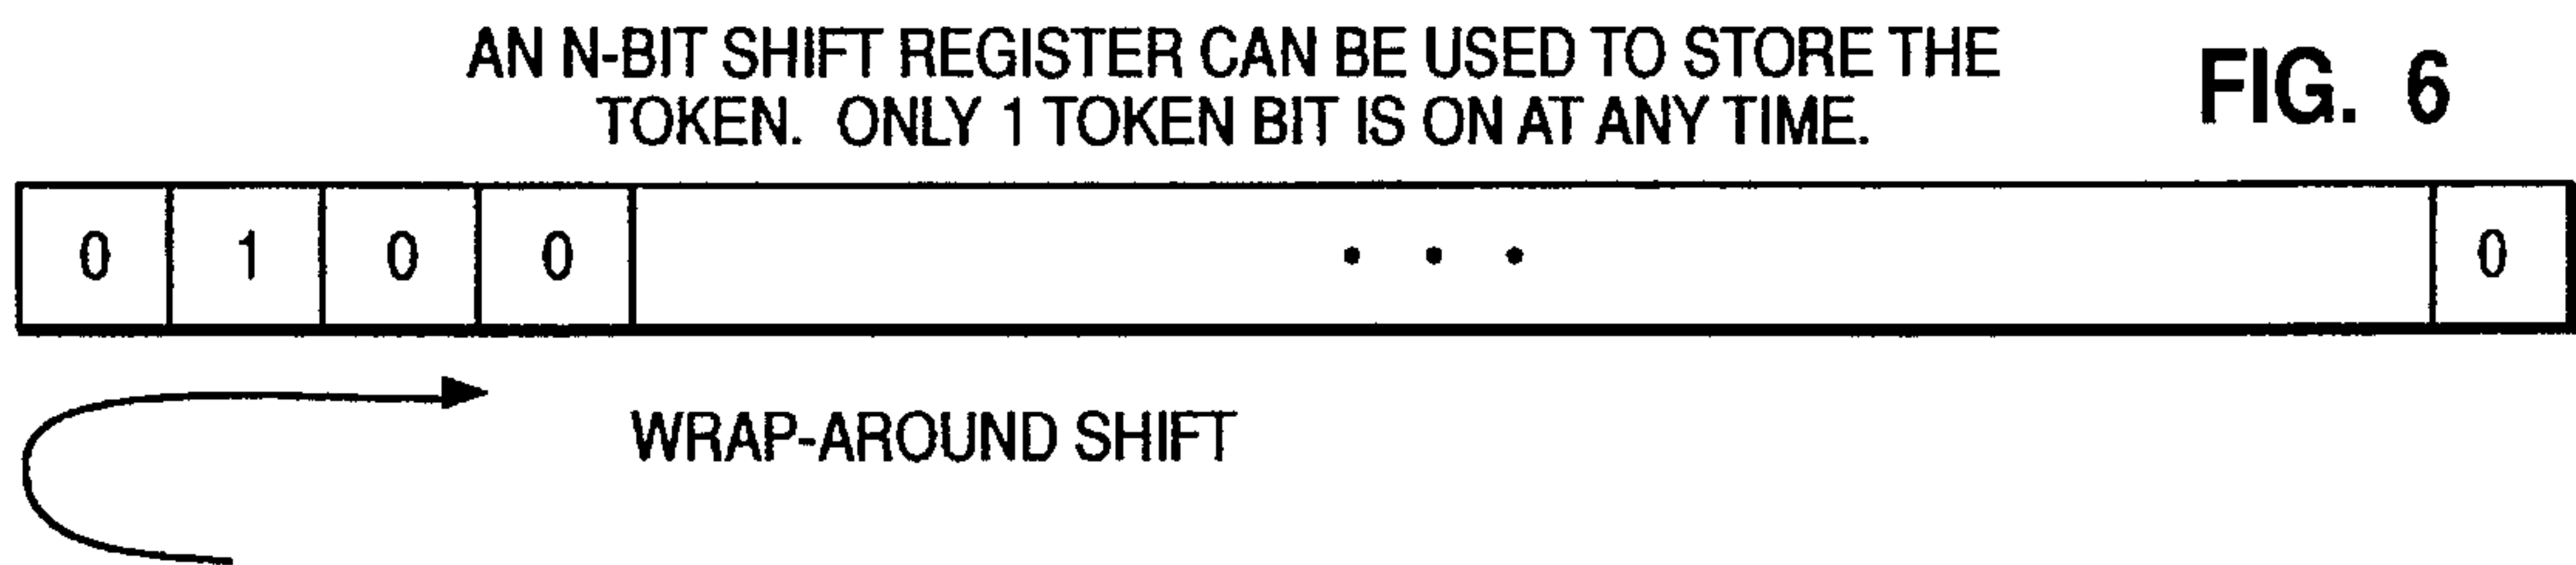 AN N-BIT SHIFT REGISTER CAN BE USED TO STORE THE
TOKEN. ONLY 1 TOKEN BIT IS ON AT ANY TIME.
FIG. 6
0 1 0 0 . . . 0
WRAP-AROUND SHIFT